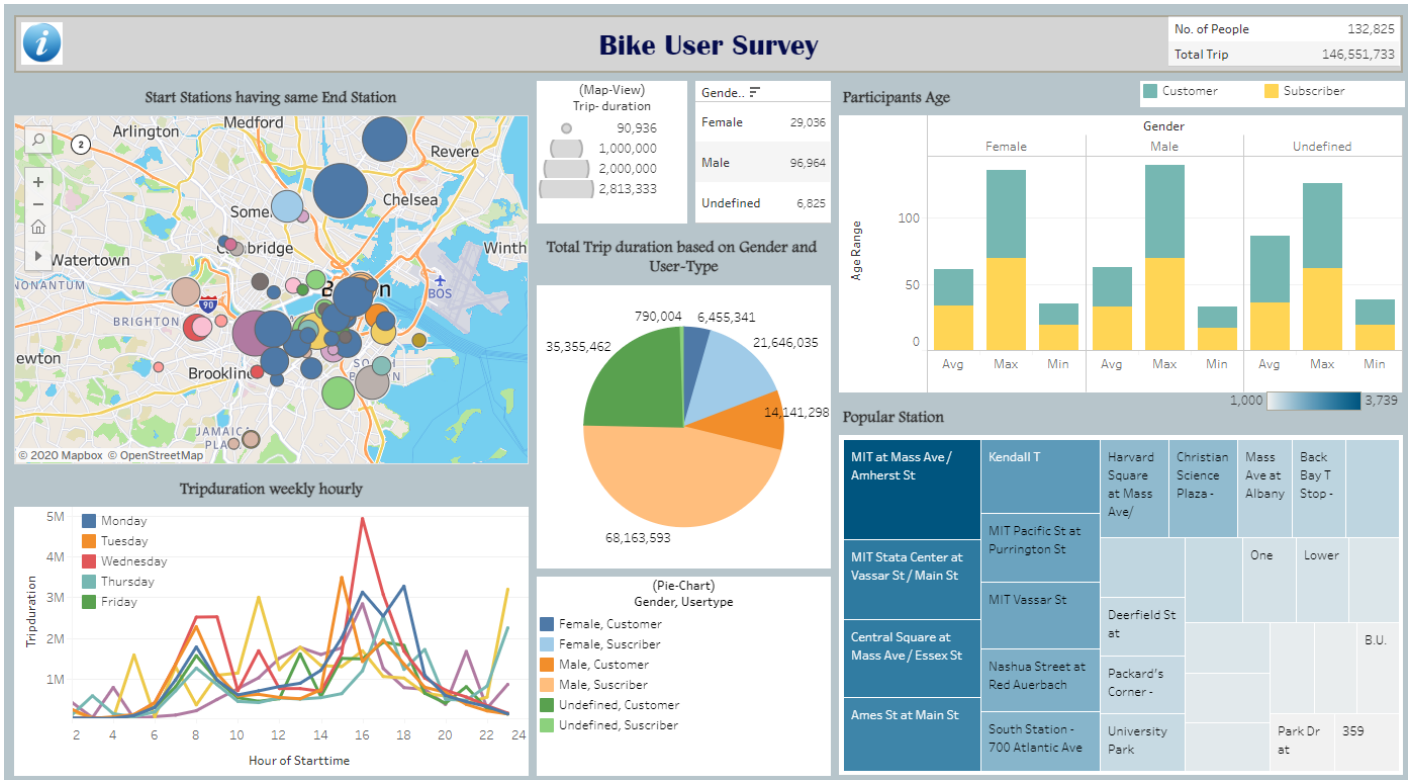 i
Bike User Survey
No. of People 132,825
Total Trip 146,551,733
Start Stations having same End Station
2
Arlington
Medford
Revere
Chelsea
Winth
Watertown
NONANTUM
BRIGHTON
90
BOS
ewton
Brookline
© 2020 Mapbox © OpenStreetMap
(Map-View)
Trip- duration
90,936
1,000,000
2,000,000
2,813,333
Gende..
Female 29,036
Male 96,964
Undefined 6,825
Total Trip duration based on Gender and
User-Type
790,004
6,455,341
35,355,462
21,646,035
14,141,298
68,163,593
(Pie-Chart)
Gender, Usertype
Female, Customer
Female, Suscriber
Male, Customer
Male, Suscriber
Undefined, Customer
Undefined, Suscriber
Tripduration weekly hourly
Tripduration
5M
4M
3M
2M
1M
Monday
Tuesday
Wednesday
Thursday
Friday
2 4 6 8 10 12 14 16 18 20 22 24
Hour of Starttime
Participants Age
Customer
Subscriber
Gender
Female Male Undefined
Age Range
100
50
0
Avg Max Min Avg Max Min Avg Max Min
1,000 3,739
Popular Station
MIT at Mass Ave /
Amherst St
MIT Stata Center at
Vassar St / Main St
Central Square at
Mass Ave / Essex St
Ames St at Main St
Kendall T
MIT Pacific St at
Purrington St
MIT Vassar St
Nashua Street at
Red Auerbach
South Station -
700 Atlantic Ave
Harvard
Square
at Mass
Ave/
Christian
Science
Plaza -
Mass
Ave at
Albany
Back
Bay T
Stop -
One
Lower
Deerfield St
at
Packard's
Corner -
University
Park
B.U.
Park Dr
at
359